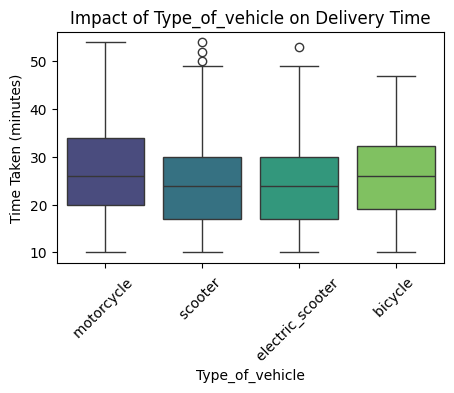 Impact of Type_of_vehicle on Delivery Time
Time Taken (minutes)
50
40
30
20
10
motorcycle
scooter
electric_scooter
bicycle
Type_of_vehicle